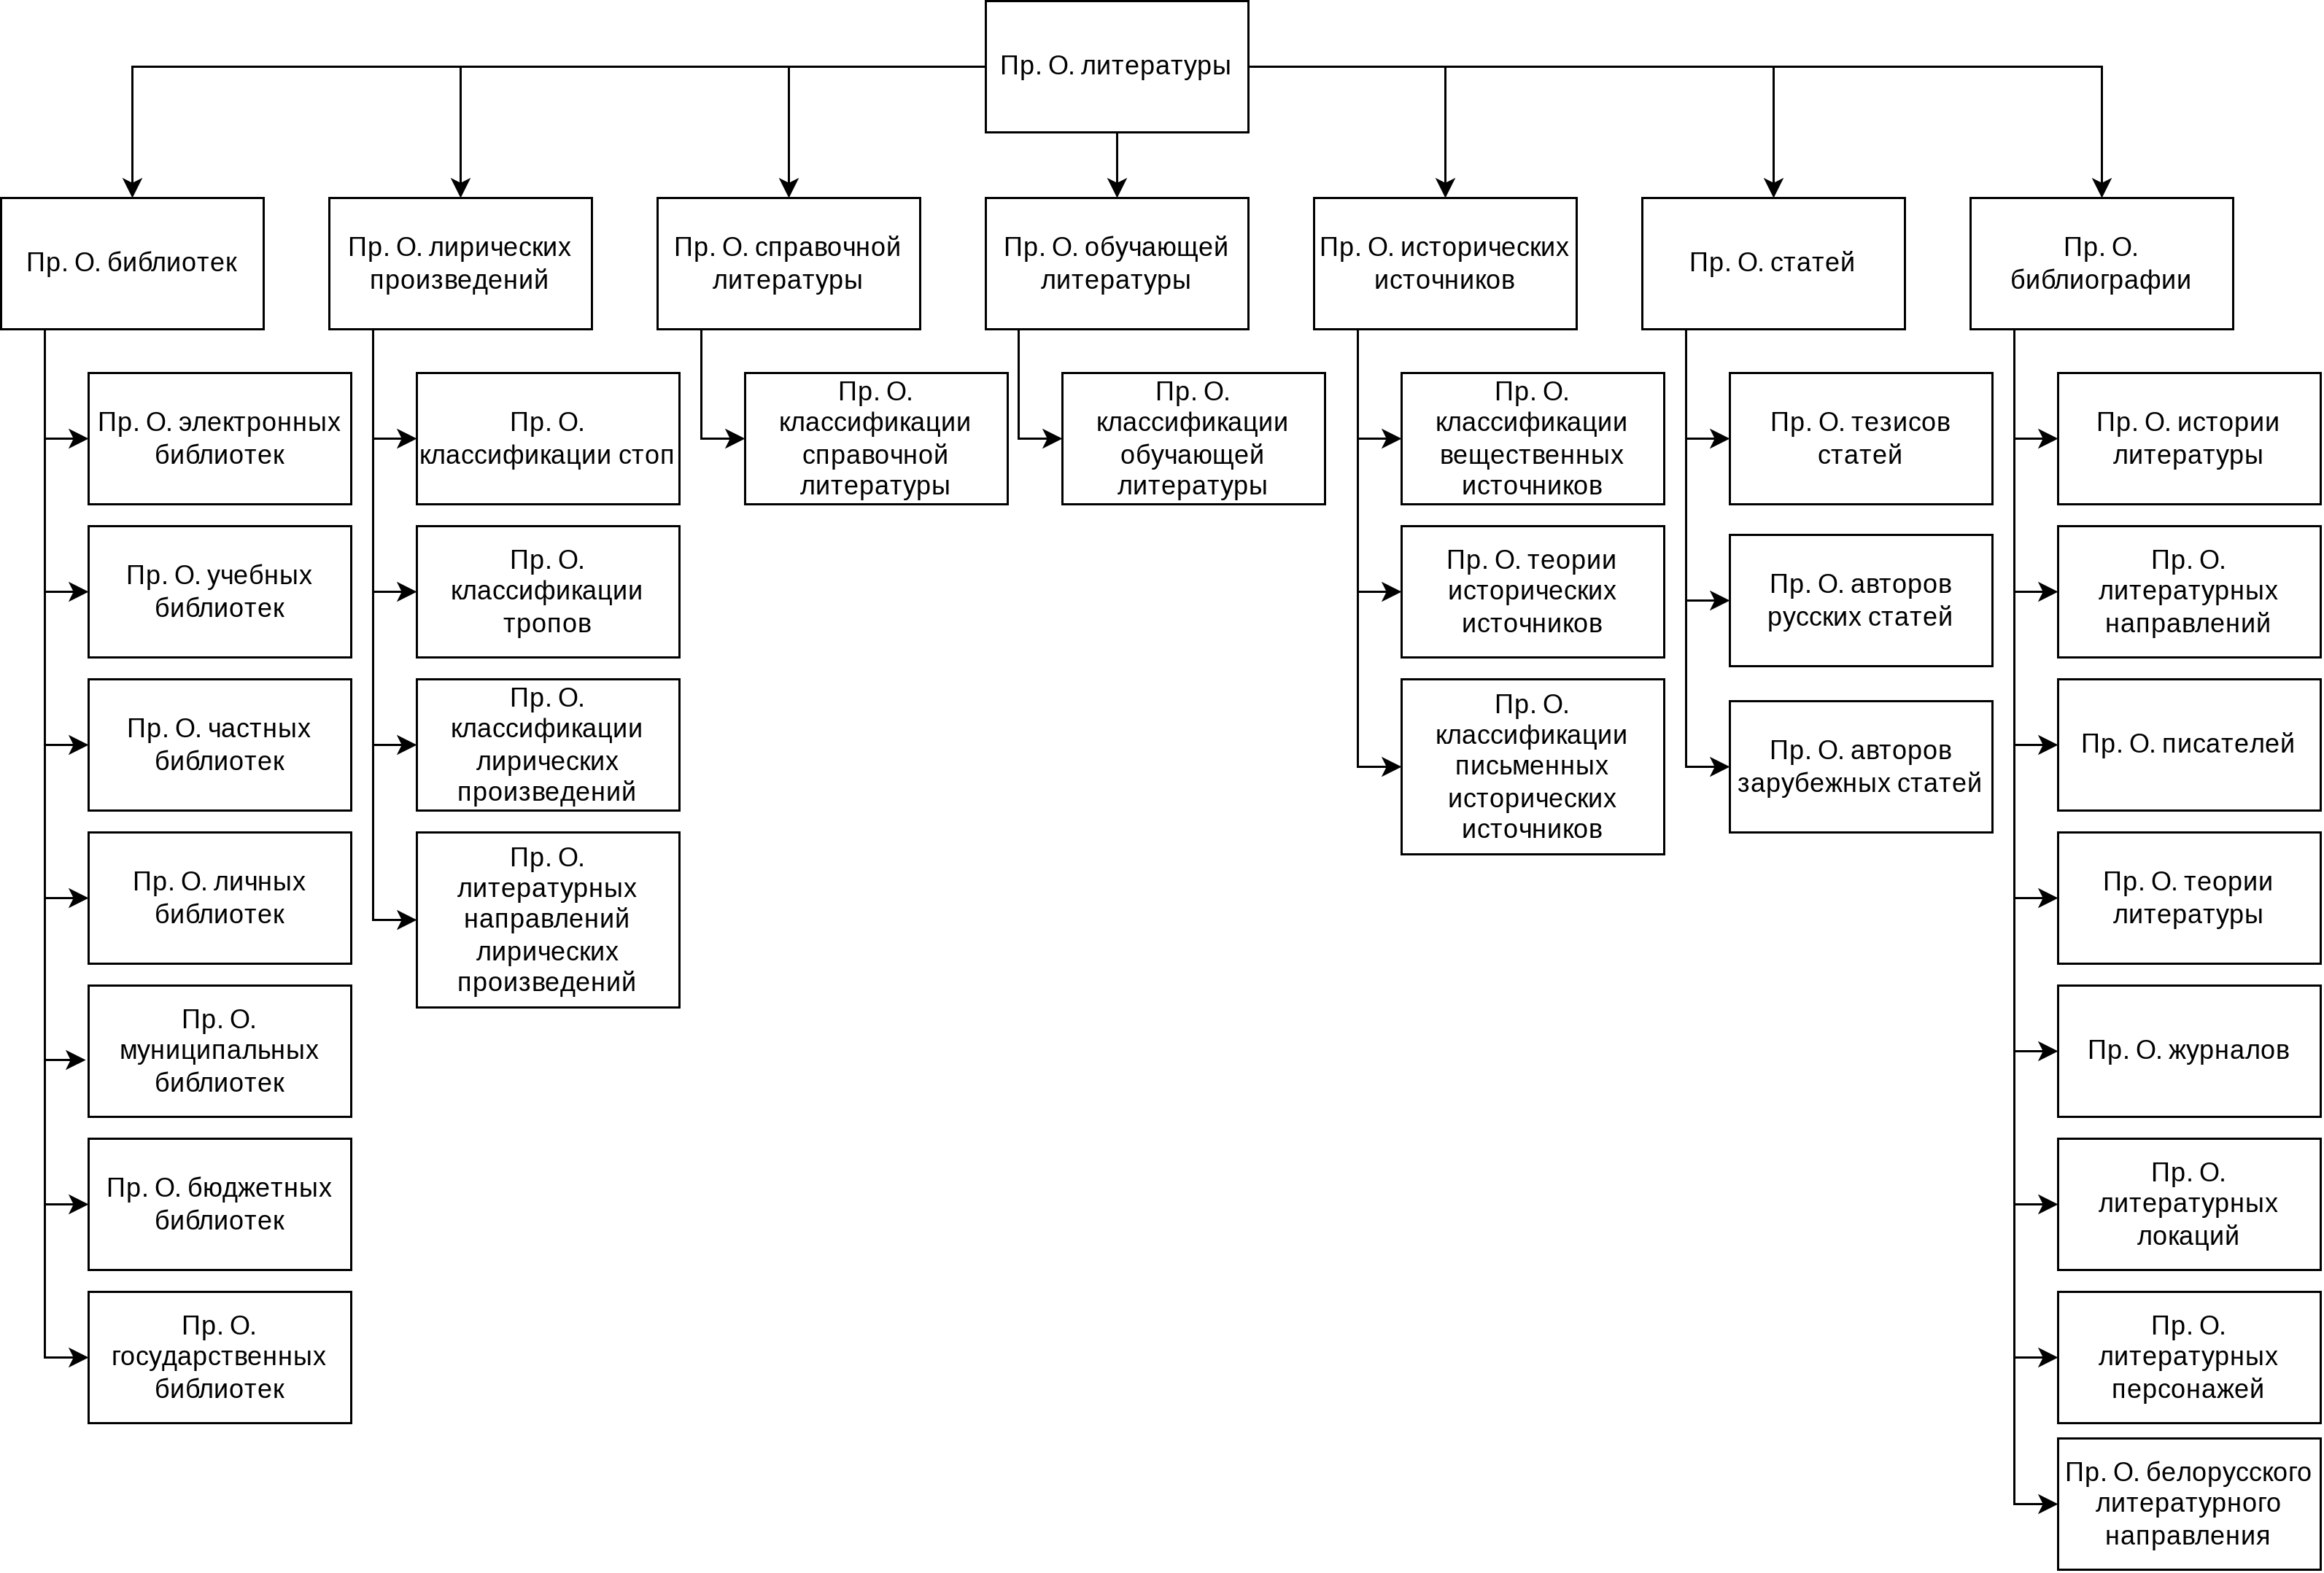 Пр. О. литературы
Пр. О. библиотек
Пр. О. лирических
произведений
Пр. О. справочной
литературы
Пр. О. обучающей
литературы
Пр. О. исторических
источников
Пр. О. статей
Пр. О.
библиографии
Пр. О. электронных
библиотек
Пр. О. учебных
библиотек
Пр. О. частных
библиотек
Пр. О. личных
библиотек
Пр. О.
муниципальных
библиотек
Пр. О. бюджетных
библиотек
Пр. О.
государственных
библиотек
Пр. О.
классификации стоп
Пр. О.
классификации
тропов
Пр. О.
классификации
лирических
произведений
Пр. О.
литературных
направлений
лирических
произведений
Пр. О.
классификации
справочной
литературы
Пр. О.
классификации
обучающей
литературы
Пр. О.
классификации
вещественных
источников
Пр. О. теории
исторических
источников
Пр. О.
классификации
письменных
исторических
источников
Пр. О. тезисов
статей
Пр. О. авторов
русских статей
Пр. О. авторов
зарубежных статей
Пр. О. истории
литературы
Пр. О.
литературных
направлений
Пр. О. писателей
Пр. О. теории
литературы
Пр. О. журналов
Пр. О.
литературных
локаций
Пр. О.
литературных
персонажей
Пр. О. белорусского
литературного
направления